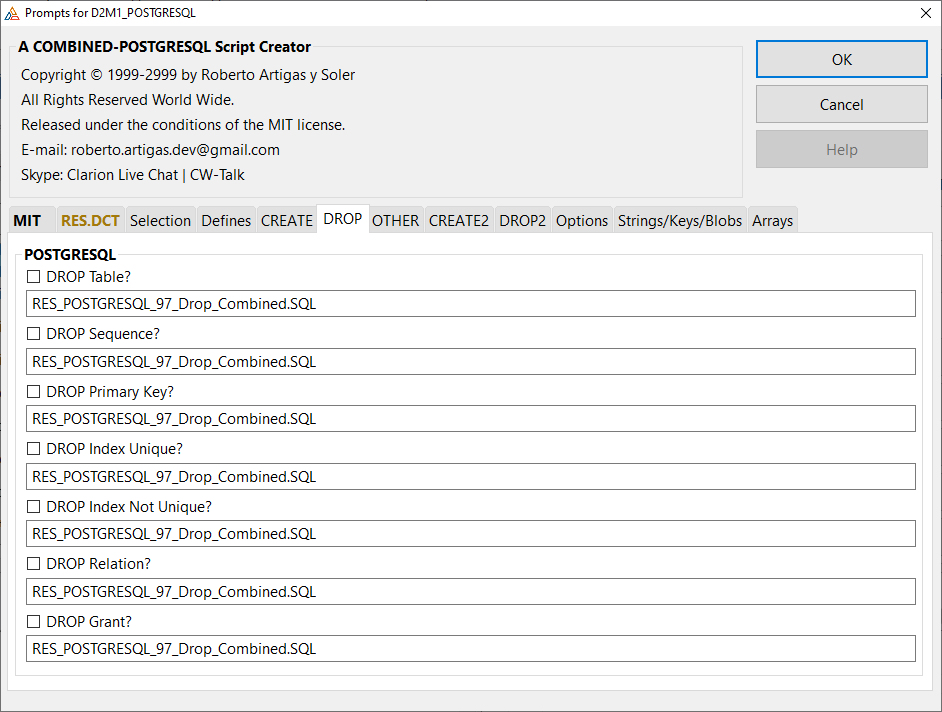 Prompts for D2M1_POSTGRESQL
A COMBINED-POSTGRESQL Script Creator
Copyright © 1999-2999 by Roberto Artigas y Soler
All Rights Reserved World Wide.
Released under the conditions of the MIT license.
E-mail: roberto.artigas.dev@gmail.com
Skype: Clarion Live Chat | CW-Talk
OK
Cancel
Help
MIT RES.DCT Selection Defines CREATE DROP OTHER CREATE2 DROP2 Options Strings/Keys/Blobs Arrays
POSTGRESQL
DROP Table?
RES_POSTGRESQL_97_Drop_Combined.SQL
DROP Sequence?
RES_POSTGRESQL_97_Drop_Combined.SQL
DROP Primary Key?
RES_POSTGRESQL_97_Drop_Combined.SQL
DROP Index Unique?
RES_POSTGRESQL_97_Drop_Combined.SQL
DROP Index Not Unique?
RES_POSTGRESQL_97_Drop_Combined.SQL
DROP Relation?
RES_POSTGRESQL_97_Drop_Combined.SQL
DROP Grant?
RES_POSTGRESQL_97_Drop_Combined.SQL